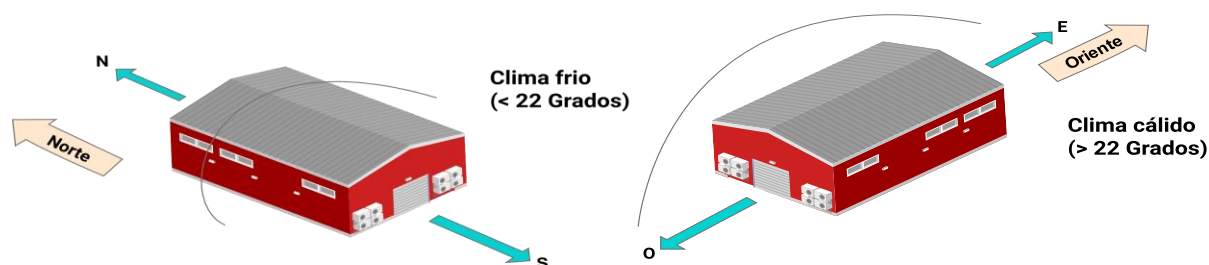 N
Norte
Clima frio
(< 22 Grados)
S
E
Oriente
Clima cálido
(> 22 Grados)
O